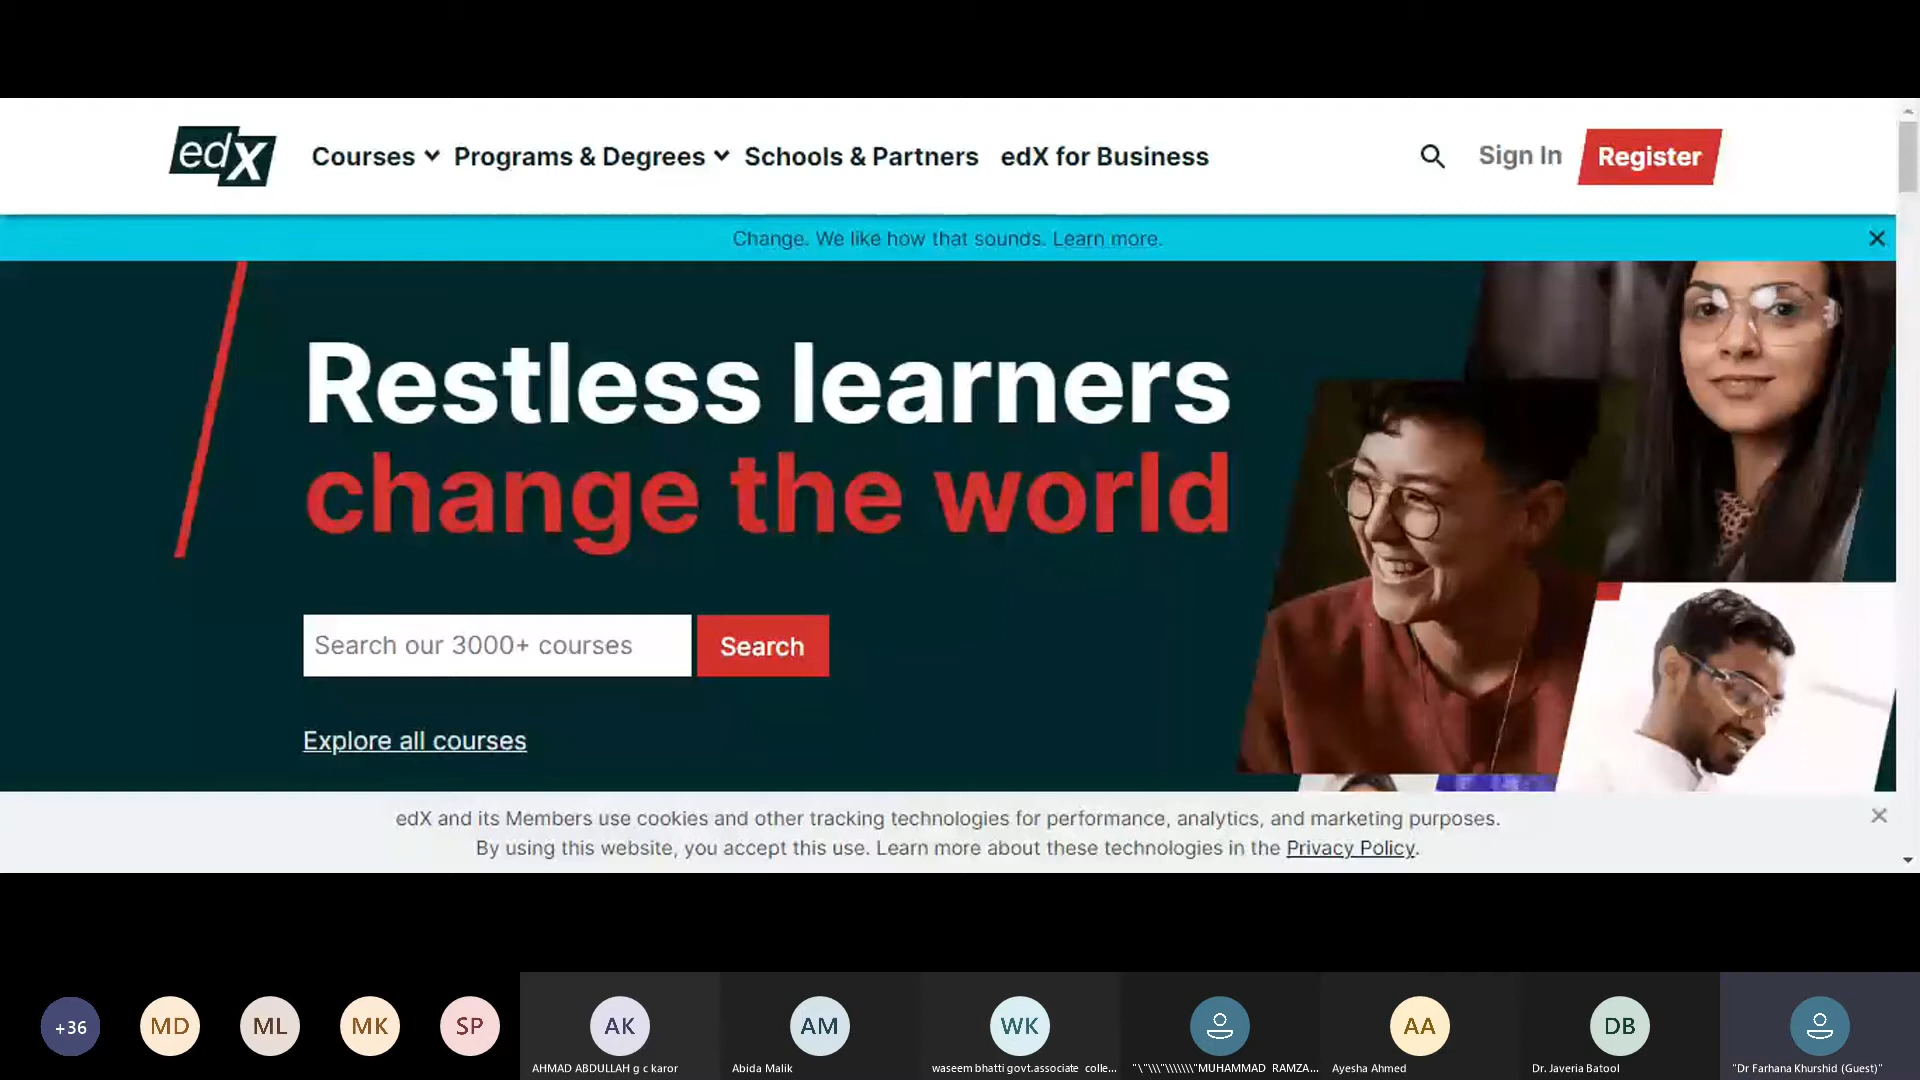 edX
Courses Programs & Degrees Schools & Partners edX for Business Sign In Register
Change. We like how that sounds. Learn more.
Restless learners
change the world
Search our 3000+ courses Search
Explore all courses
edX and its Members use cookies and other tracking technologies for performance, analytics, and marketing purposes.
By using this website, you accept this use. Learn more about these technologies in the Privacy Policy.
+36 MD ML MK SP AK AM WK AA DB
AHMAD ABDULLAH g c karor Abida Malik waseem bhatti govt.associate colle... "\"\\\"\\\\\\\"MUHAMMAD RAMZA... Ayesha Ahmed Dr. Javeria Batool "Dr Farhana Khurshid (Guest)"